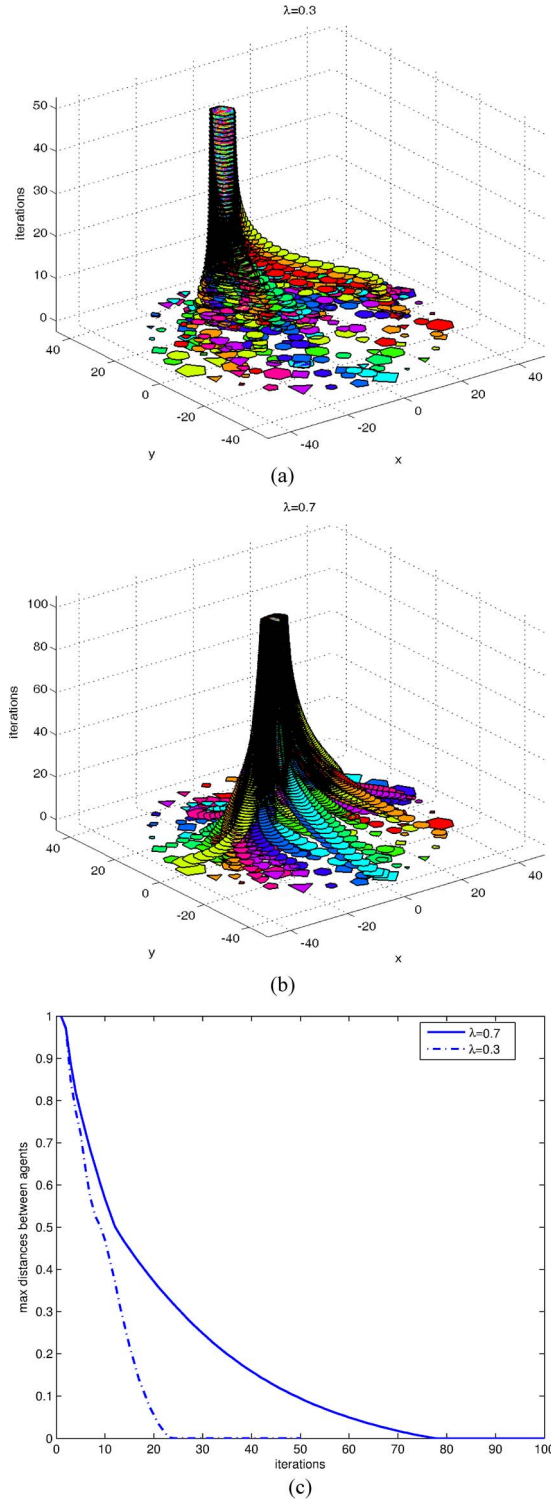 λ=0.3
50
40
30
20
10
0
iterations
40
20
0
-20
-40
y
-40
-20
0
20
40
x
(a)
λ=0.7
100
80
60
40
20
0
iterations
40
20
0
-20
-40
y
-40
-20
0
20
40
x
(b)
1
0.9
0.8
0.7
0.6
0.5
0.4
0.3
0.2
0.1
0
max distances between agents
λ=0.7
λ=0.3
0 10 20 30 40 50 60 70 80 90 100
iterations
(c)